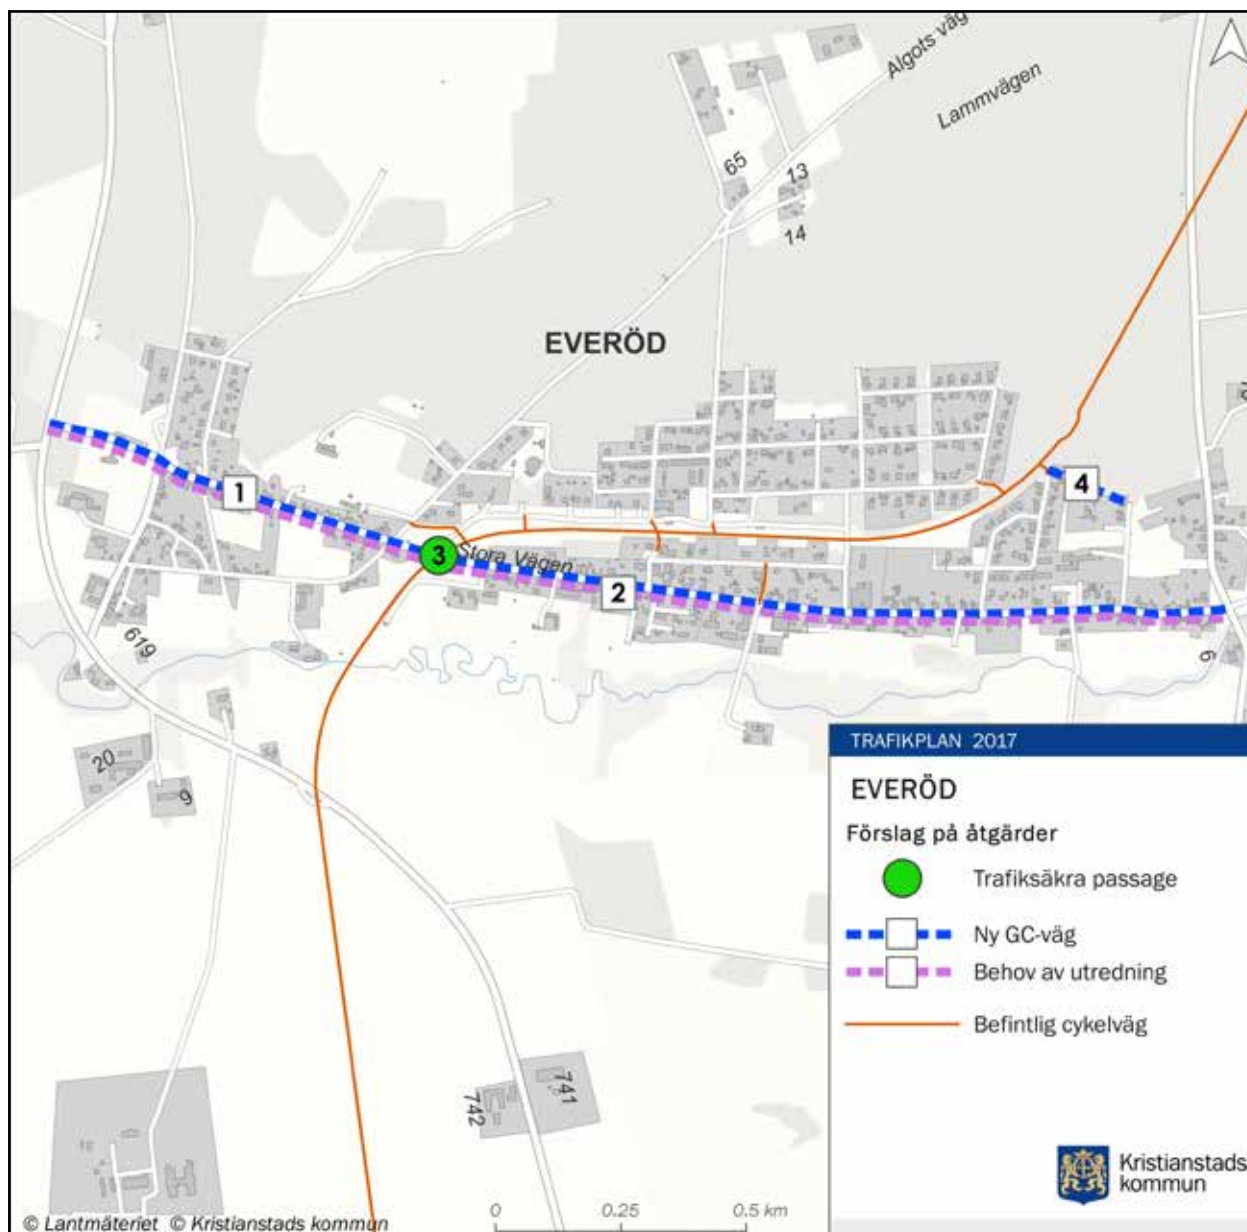 Algots väg
Lammvägen
65
13
14
EVERÖD
1
4
3
Stora Vägen
2
619
6
20
9
TRAFIKPLAN 2017
EVERÖD
Förslag på åtgärder
Trafiksäkra passage
Ny GC-väg
Behov av utredning
Befintlig cykelväg
741
742
Kristianstads
kommun
0 0.25 0.5 km
© Lantmäteriet © Kristianstads kommun